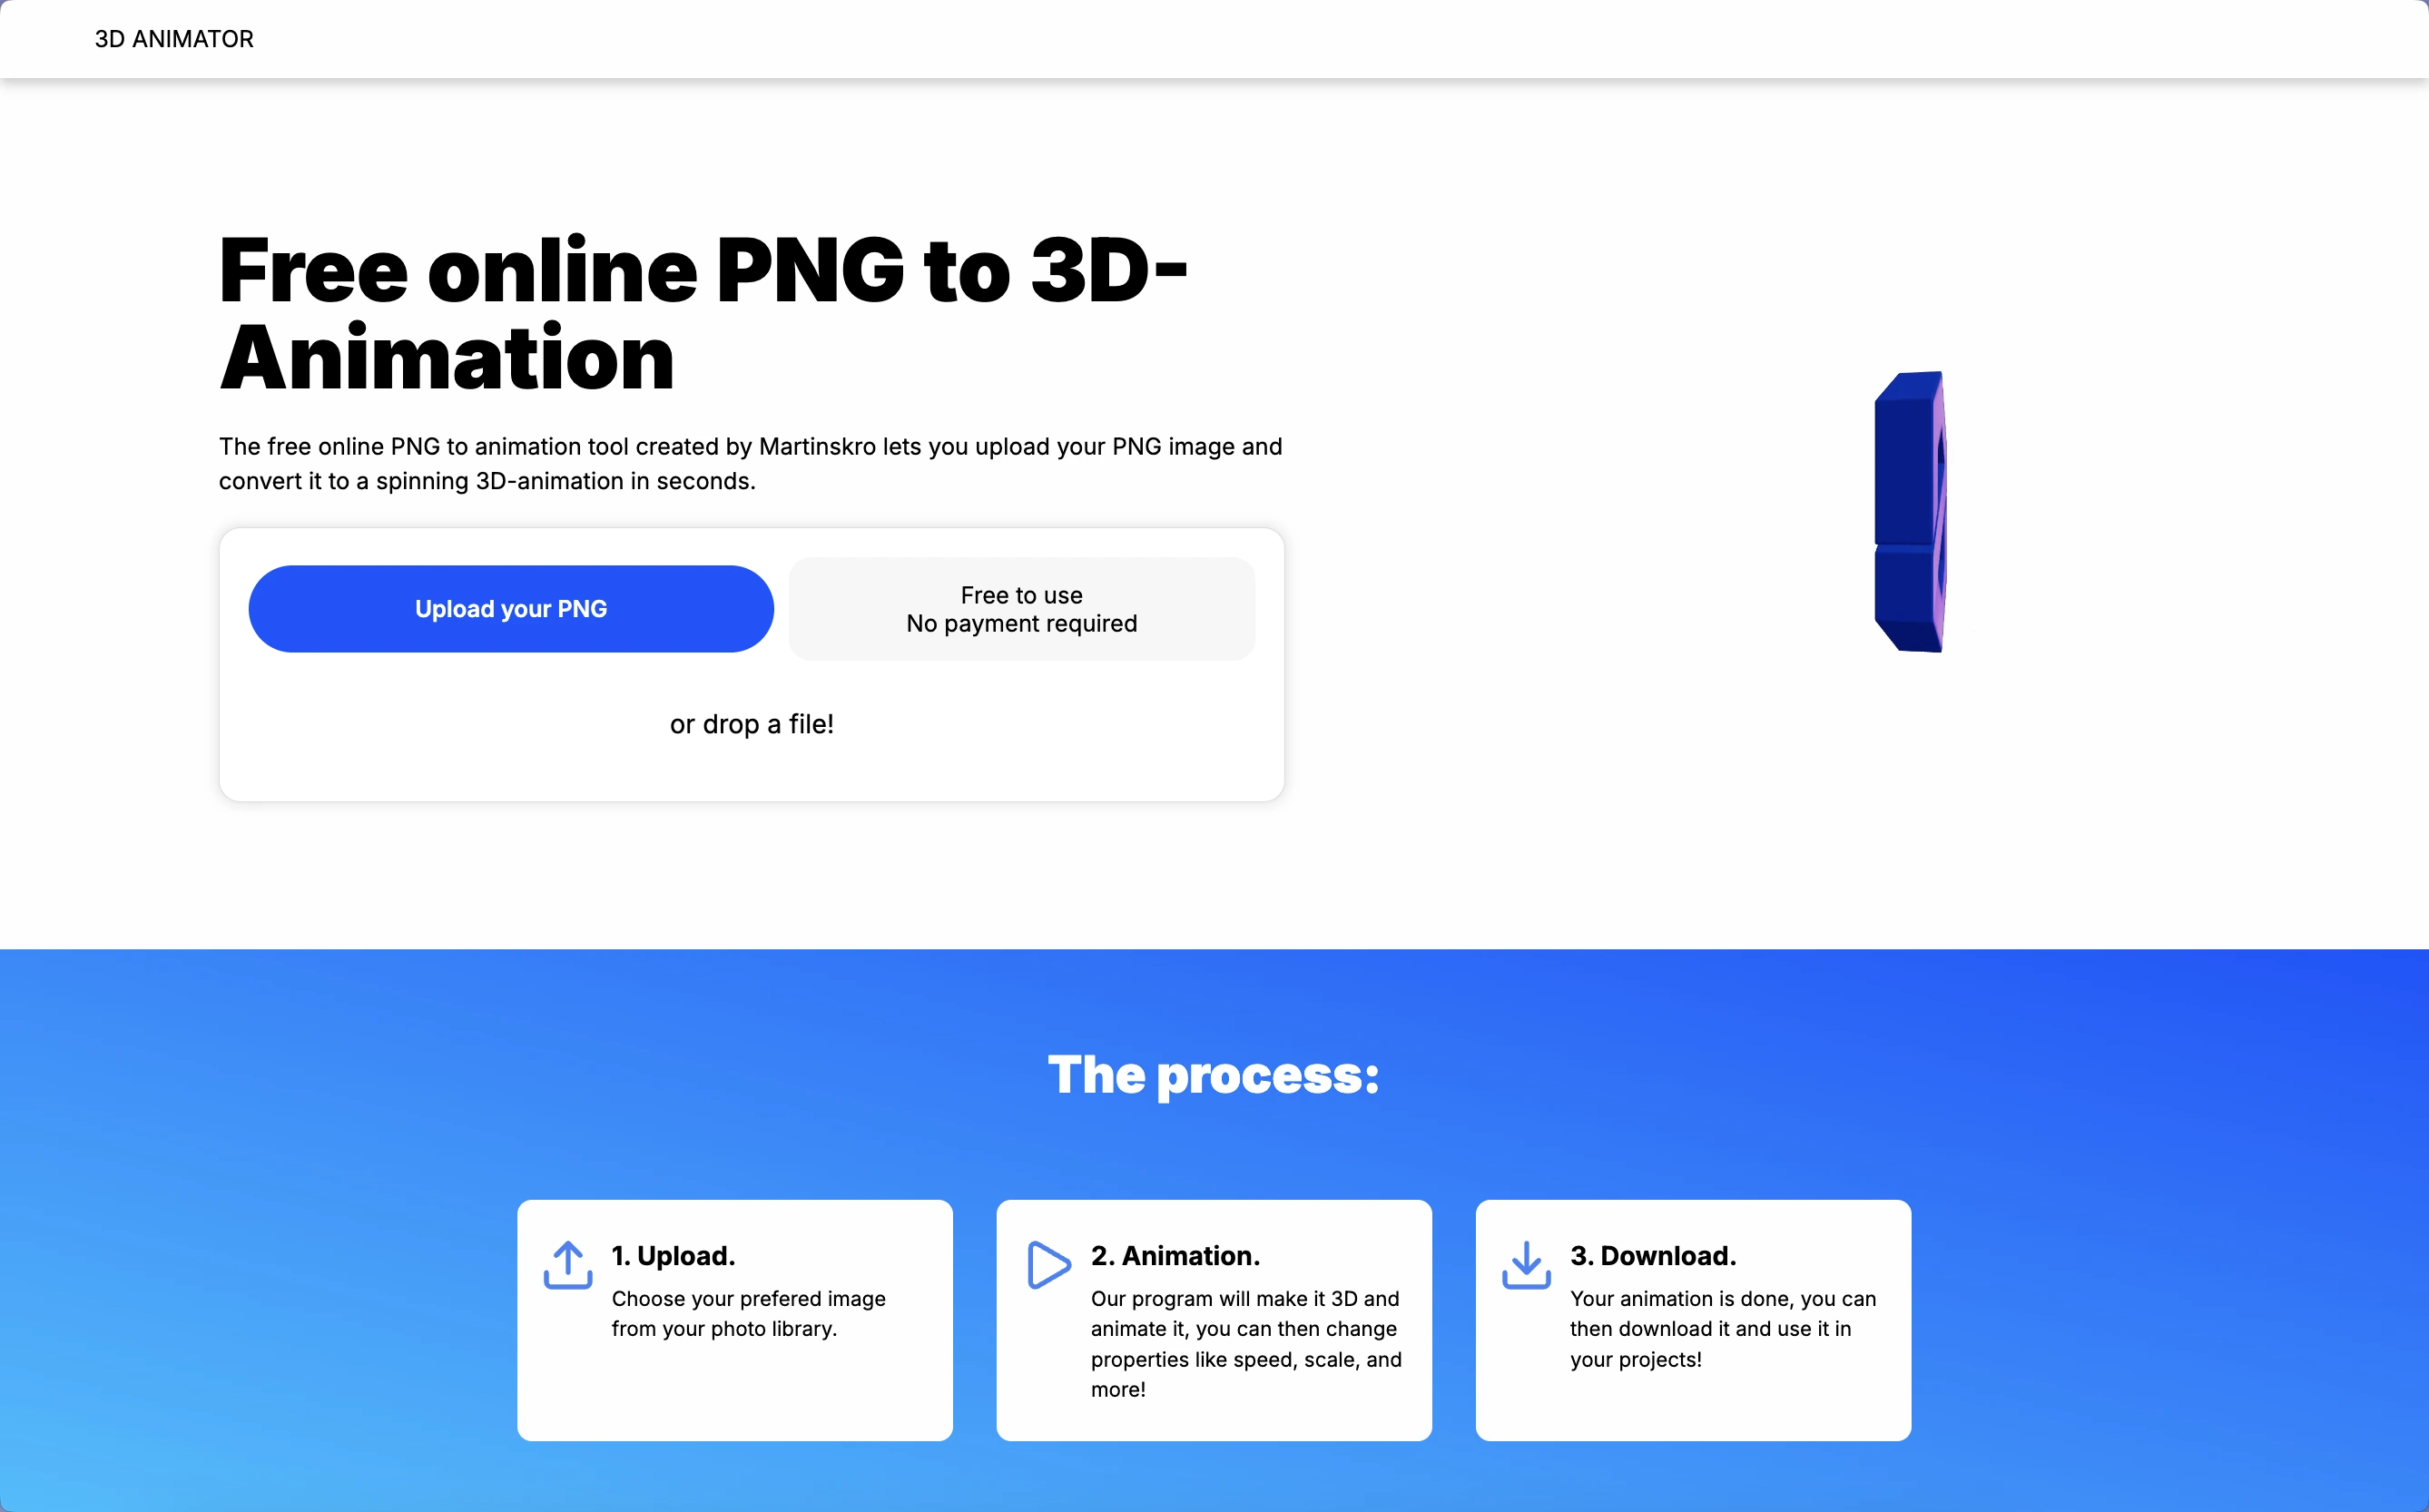 3D ANIMATOR
Free online PNG to 3D-
Animation
The free online PNG to animation tool created by Martinskro lets you upload your PNG image and
convert it to a spinning 3D-animation in seconds.
Upload your PNG
Free to use
No payment required
or drop a file!
The process:
1. Upload.
Choose your prefered image
from your photo library.
2. Animation.
Our program will make it 3D and
animate it, you can then change
properties like speed, scale, and
more!
3. Download.
Your animation is done, you can
then download it and use it in
your projects!